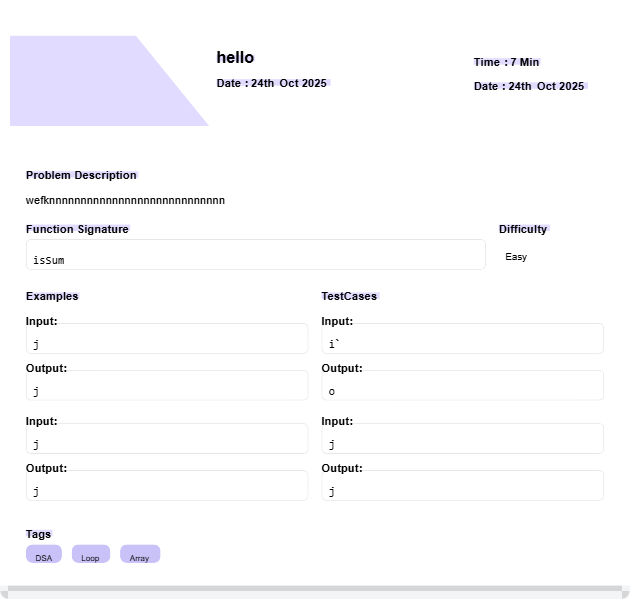 hello
Date : 24th Oct 2025
Time : 7 Min
Date : 24th Oct 2025
Problem Description
wefknnnnnnnnnnnnnnnnnnnnnnnnnnnn
Function Signature
isSum
Difficulty
Easy
Examples
Input:
j
Output:
j
Input:
j
Output:
j
TestCases
Input:
i`
Output:
o
Input:
j
Output:
j
Tags
DSA Loop Array